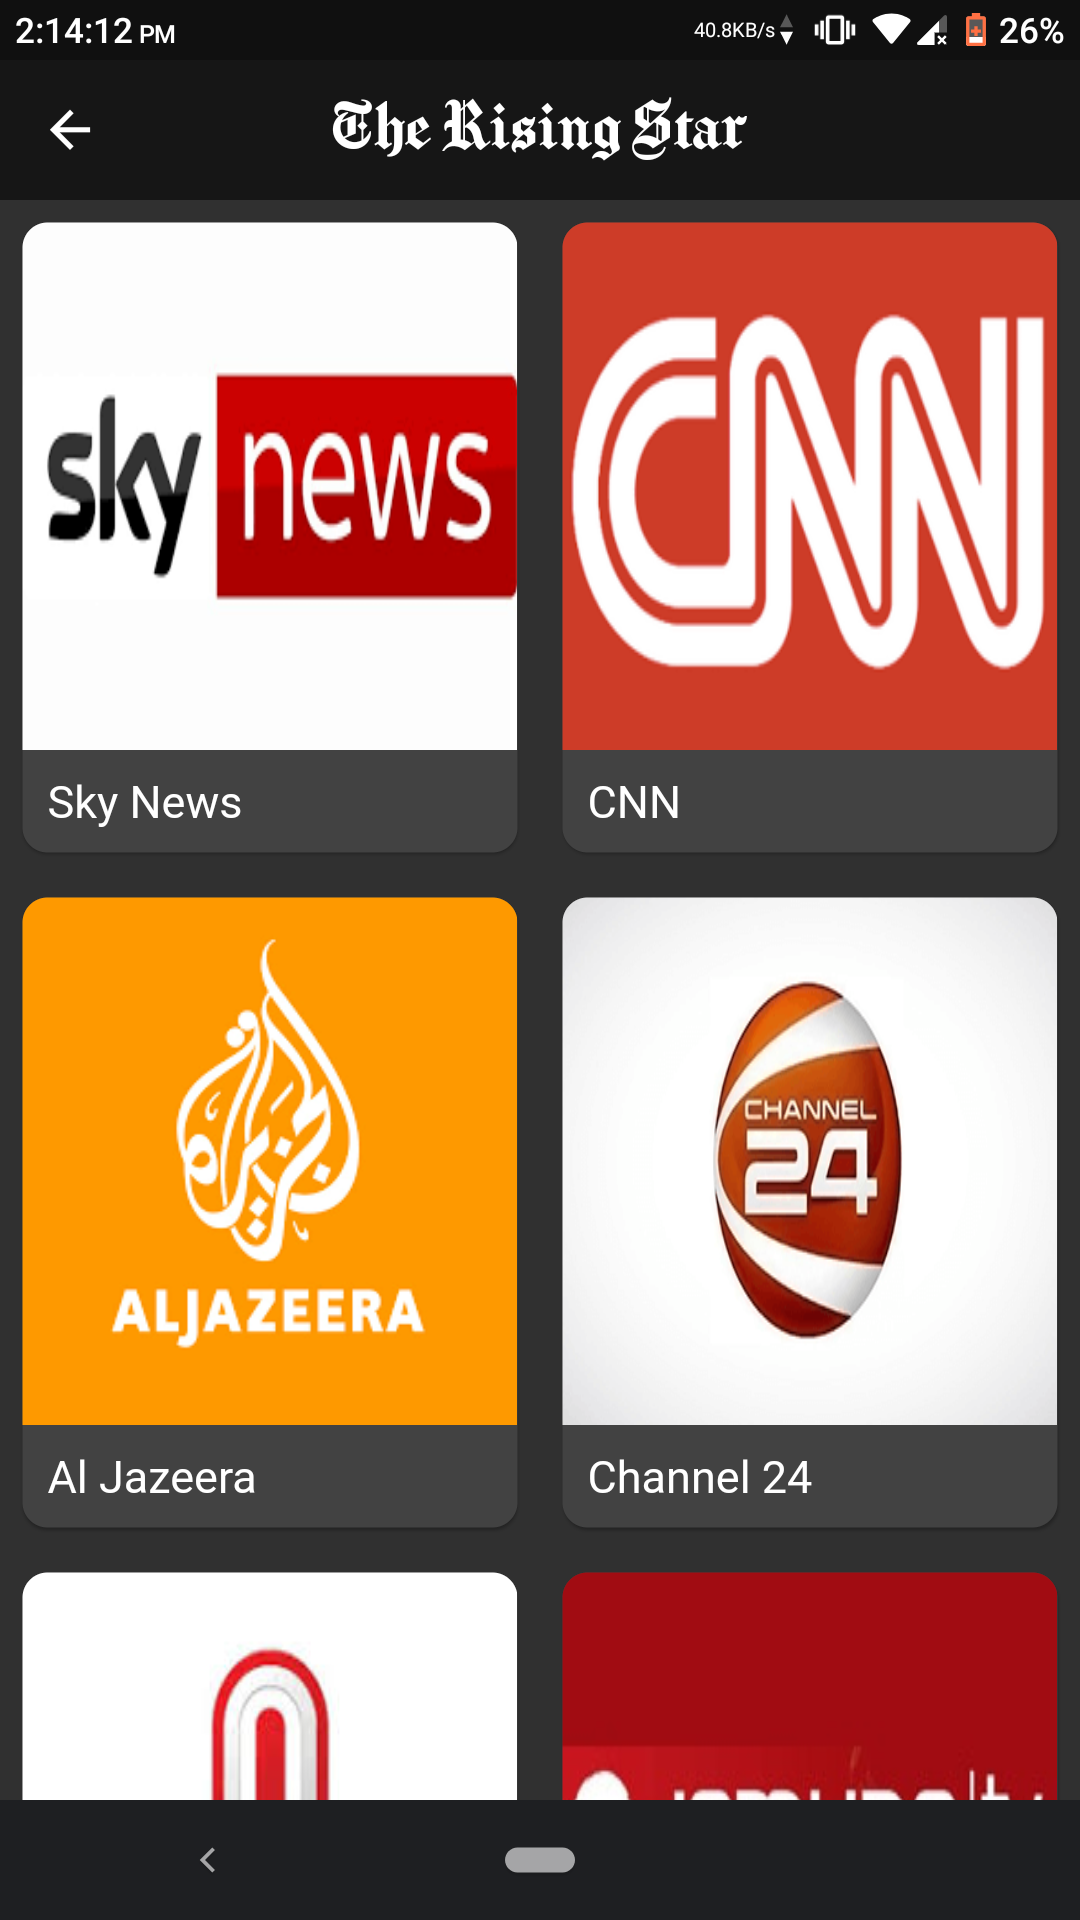 2:14:12 PM 40.8KB/s 26%
The Rising Star
sky news
CNN
Sky News
CNN
ALJAZEERA
CHANNEL
24
Al Jazeera
Channel 24